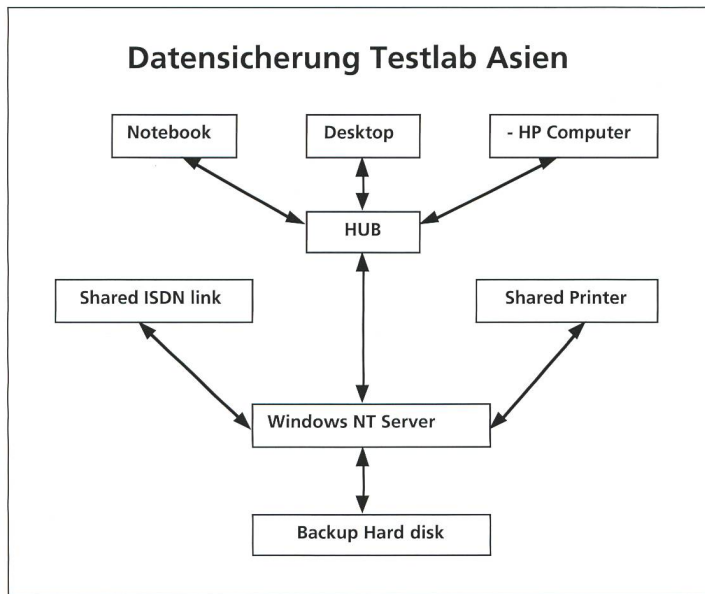 Datensicherung Testlab Asien
Notebook
Desktop
- HP Computer
HUB
Shared ISDN link
Shared Printer
Windows NT Server
Backup Hard disk